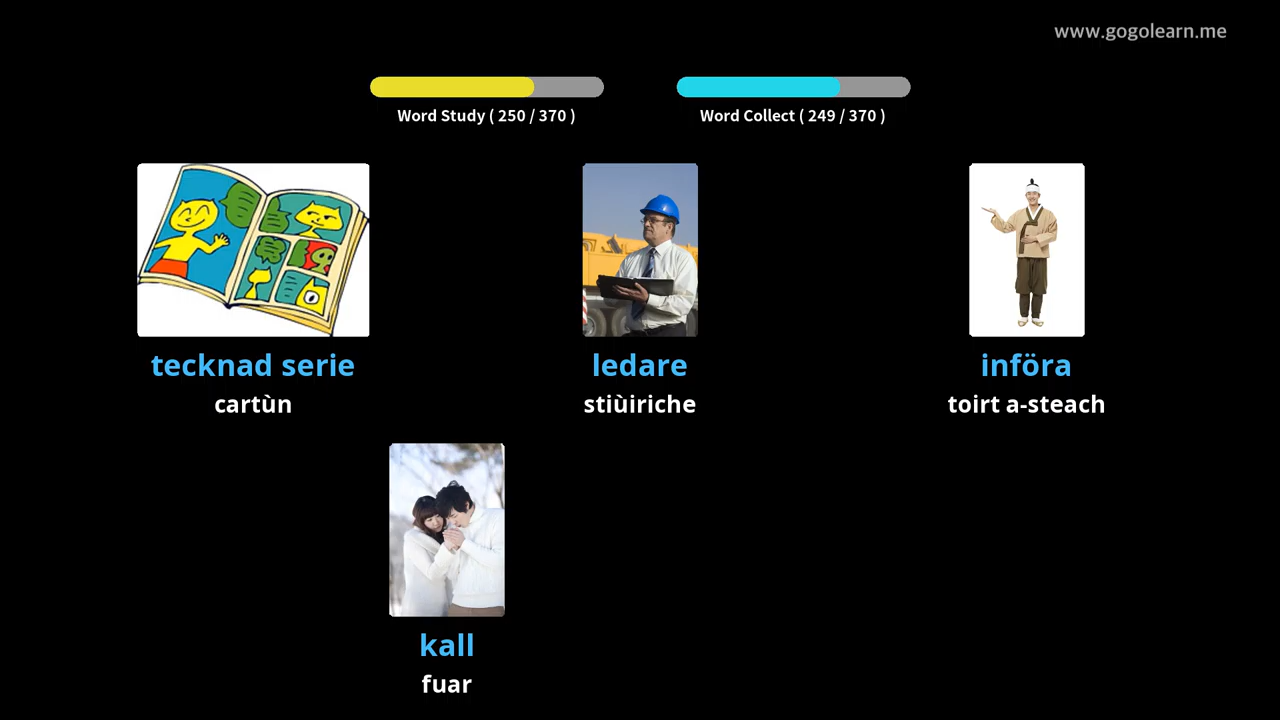 www.gogolearn.me
Word Study ( 250 / 370 )
Word Collect ( 249 / 370 )
tecknad serie
cartùn
ledare
stiùiriche
införa
toirt a-steach
kall
fuar